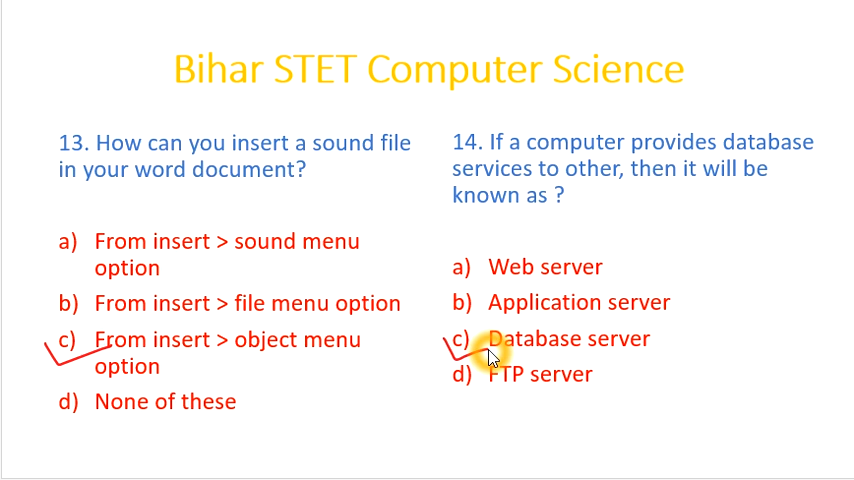 Bihar STET Computer Science
13. How can you insert a sound file
in your word document?
a) From insert > sound menu
option
b) From insert > file menu option
c) From insert > object menu
option
d) None of these
14. If a computer provides database
services to other, then it will be
known as ?
a) Web server
b) Application server
c) Database server
d) FTP server